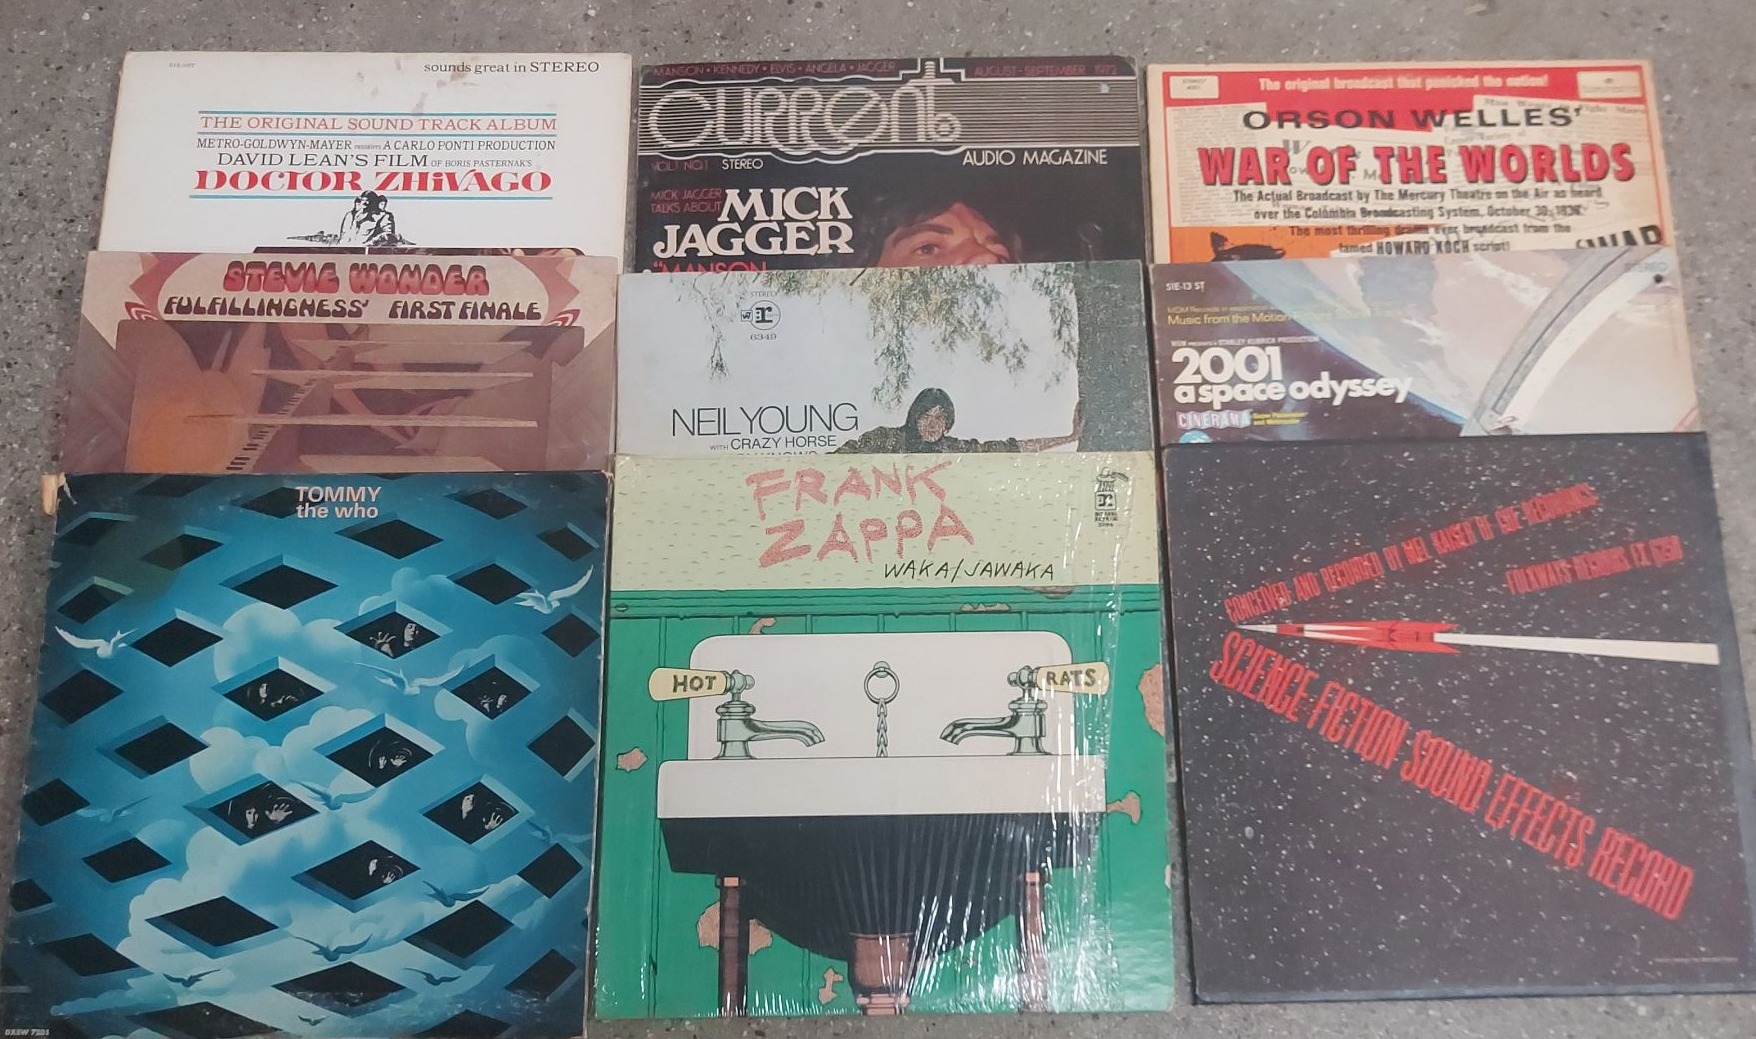 sounds great in STEREO
THE ORIGINAL SOUND TRACK ALBUM
METRO-GOLDWYN-MAYER PRESENTS A CARLO PONTI PRODUCTION
DAVID LEAN'S FILM OF BORIS PASTERNAK'S
DOCTOR ZHIVAGO
MANSON • KENNEDY • ELVIS • ANGELA • JAGGER
AUGUST-SEPTEMBER 1972
CURRENT
VOL.1 NO.1 STEREO
AUDIO MAGAZINE
MICK JAGGER
TALKS ABOUT
MICK
JAGGER
"MANSON
The original broadcast that panicked the nation!
ORSON WELLES'
WAR OF THE WORLDS
The Actual Broadcast by The Mercury Theatre on the Air as heard
over the Columbia Broadcasting System, October 30, 1938.
The most thrilling drama ever broadcast from the
famed HOWARD KOCH script!
WAR
STEVIE WONDER
FULFILLINGNESS' FIRST FINALE
STEREO
W r
6349
NEIL YOUNG
WITH CRAZY HORSE
S1E-13 ST
Music from the Motion
2001
a space odyssey
CINERAMA
TOMMY
the who
DXSW 7205
FRANK
ZAPPA
WAKA/JAWAKA
r
2094
HOT
RATS
CONCEIVED AND RECORDED BY MEL KAISER OF CUE RECORDINGS
FOLKWAYS RECORDS FX 6250
SCIENCE FICTION SOUND EFFECTS RECORD